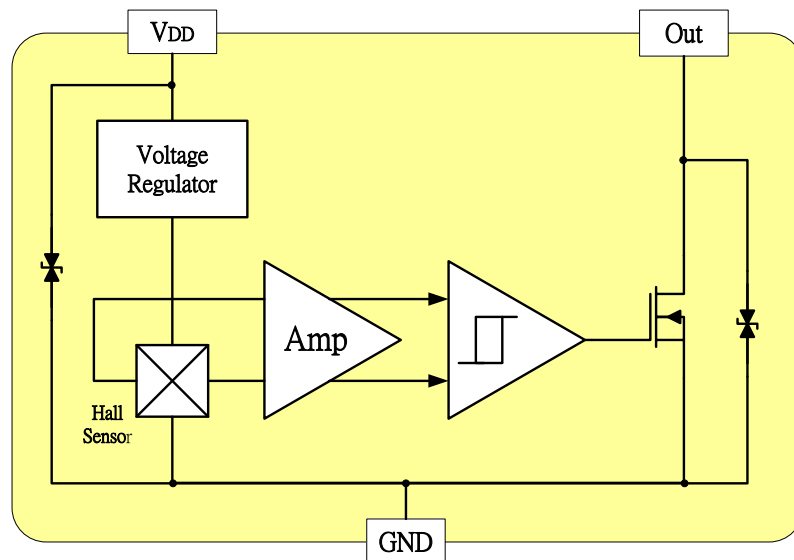 VDD
Out
Voltage
Regulator
Amp
Hall
Sensor
GND